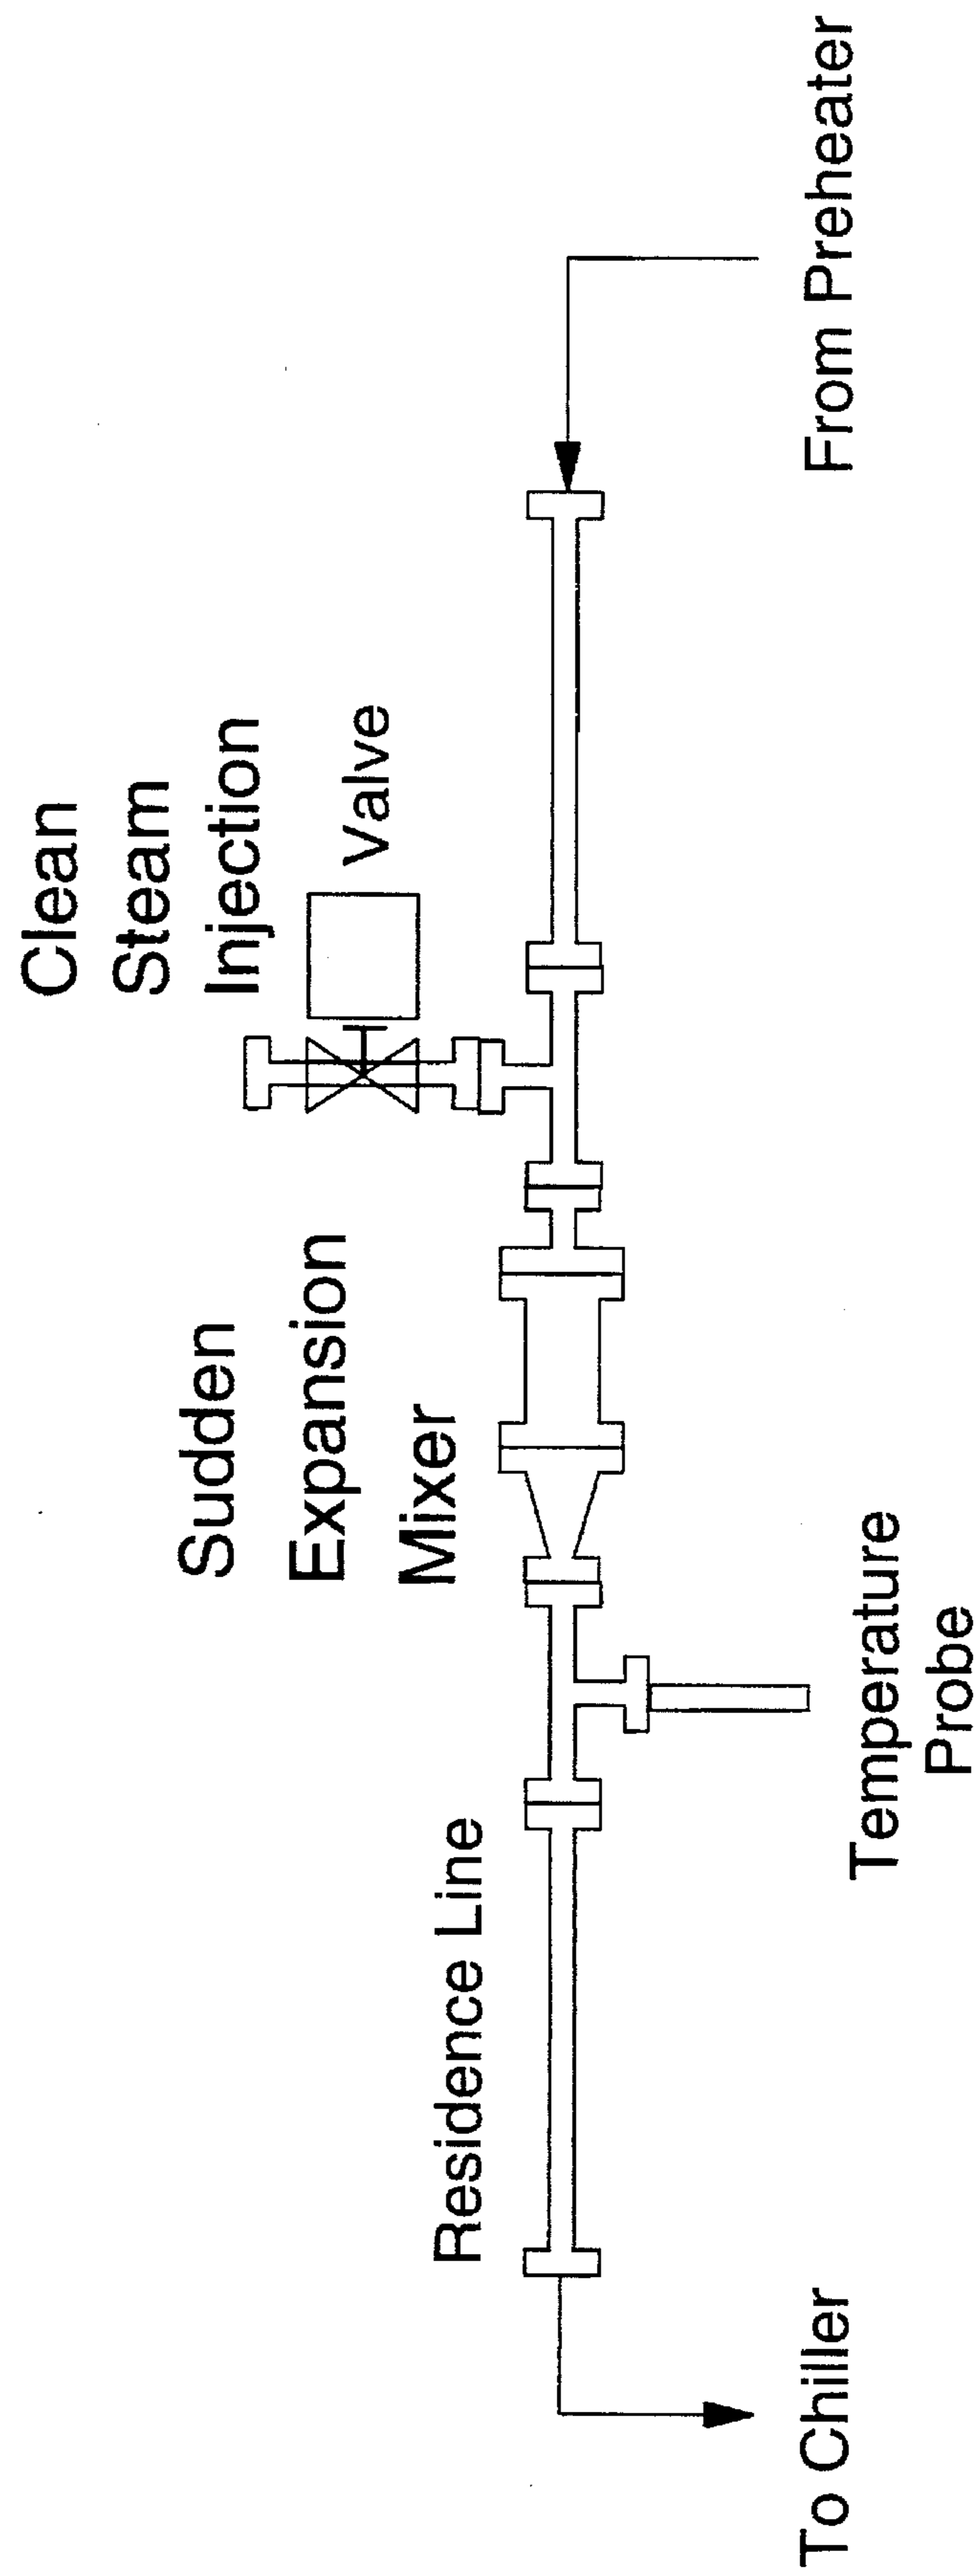 Clean
Steam
Injection
Valve
Sudden
Expansion
Mixer
Residence Line
Temperature
Probe
To Chiller
From Preheater